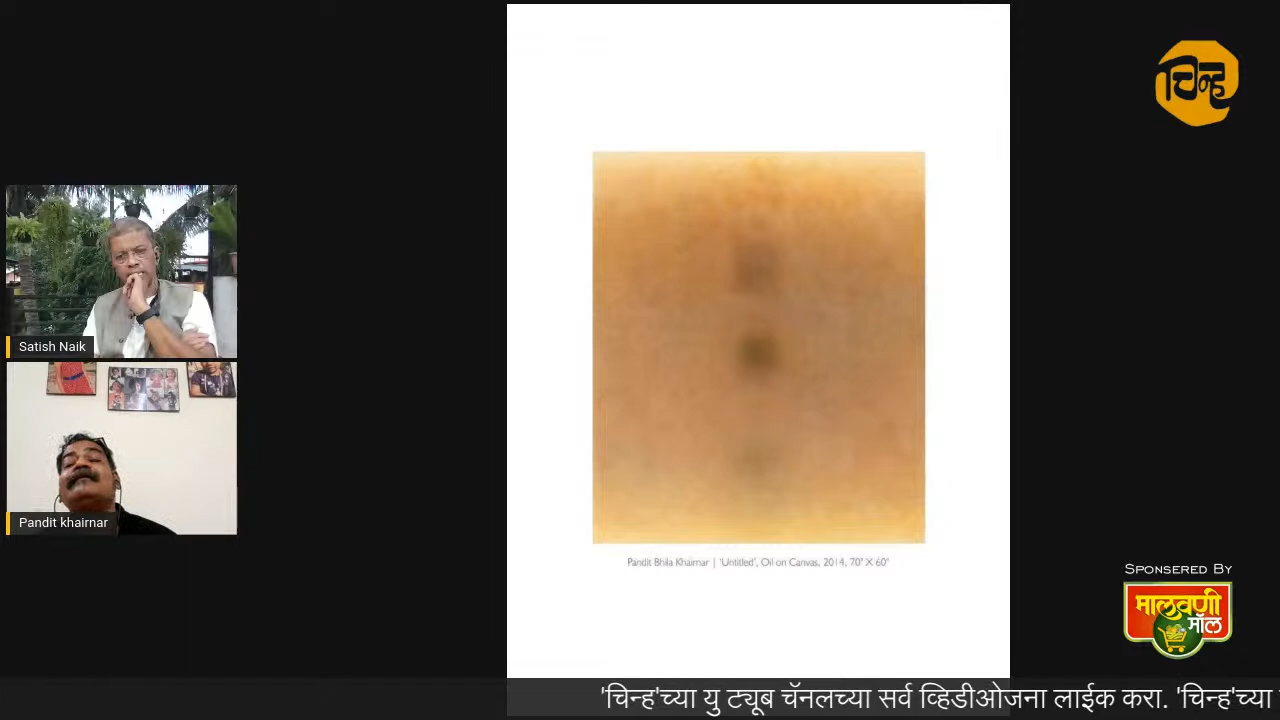 चिन्ह
Satish Naik
Pandit khairnar
Pandit Bhila Khairnar | 'Untitled', Oil on Canvas, 2014, 70" X 60"
SPONSERED BY
मालवणी
मॉल
'चिन्ह'च्या यु ट्यूब चॅनलच्या सर्व व्हिडीओजना लाईक करा. 'चिन्ह'च्या